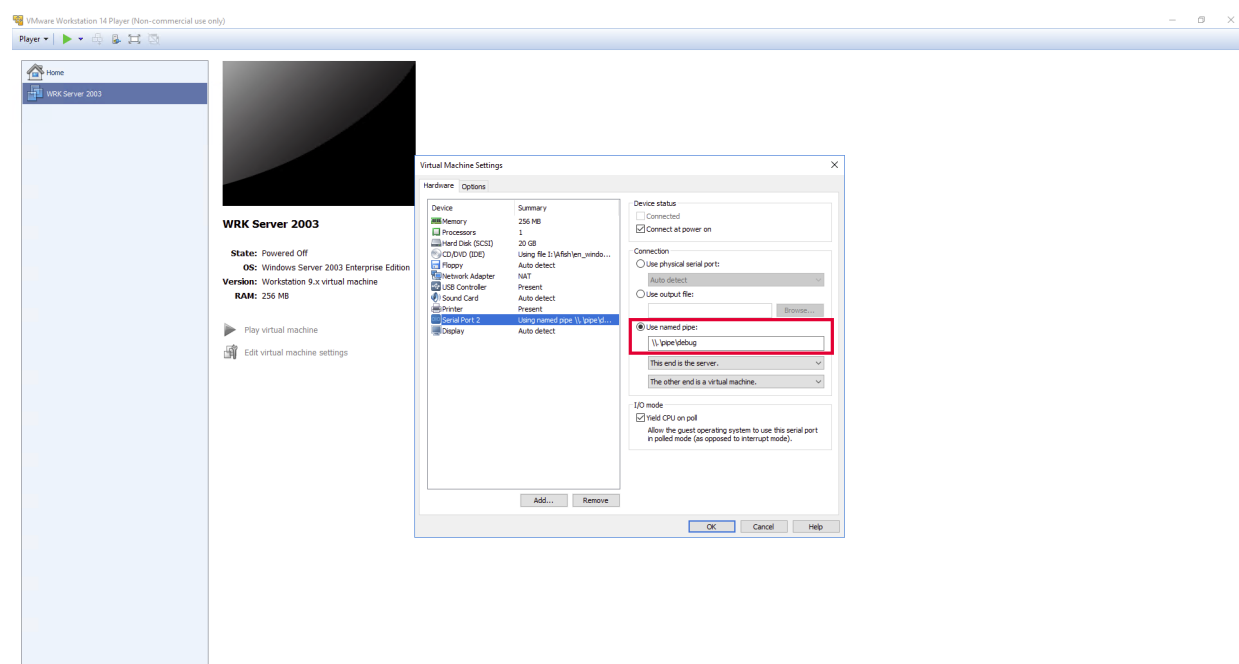 VMware Workstation 14 Player (Non-commercial use only)
Player
Home
WRK Server 2003
WRK Server 2003
State: Powered Off
OS: Windows Server 2003 Enterprise Edition
Version: Workstation 9.x virtual machine
RAM: 256 MB
Play virtual machine
Edit virtual machine settings
Virtual Machine Settings
Hardware Options
Device Summary
Memory 256 MB
Processors 1
Hard Disk (SCSI) 20 GB
CD/DVD (IDE) Using file I:\Afish\en_windo...
Floppy Auto detect
Network Adapter NAT
USB Controller Present
Sound Card Auto detect
Printer Present
Serial Port 2 Using named pipe \\.\pipe\d...
Display Auto detect
Add... Remove
Device status
Connected
Connect at power on
Connection
Use physical serial port:
Auto detect
Use output file:
Browse...
Use named pipe:
\\.\pipe\debug
This end is the server.
The other end is a virtual machine.
I/O mode
Yield CPU on poll
Allow the guest operating system to use this serial port
in polled mode (as opposed to interrupt mode).
OK Cancel Help